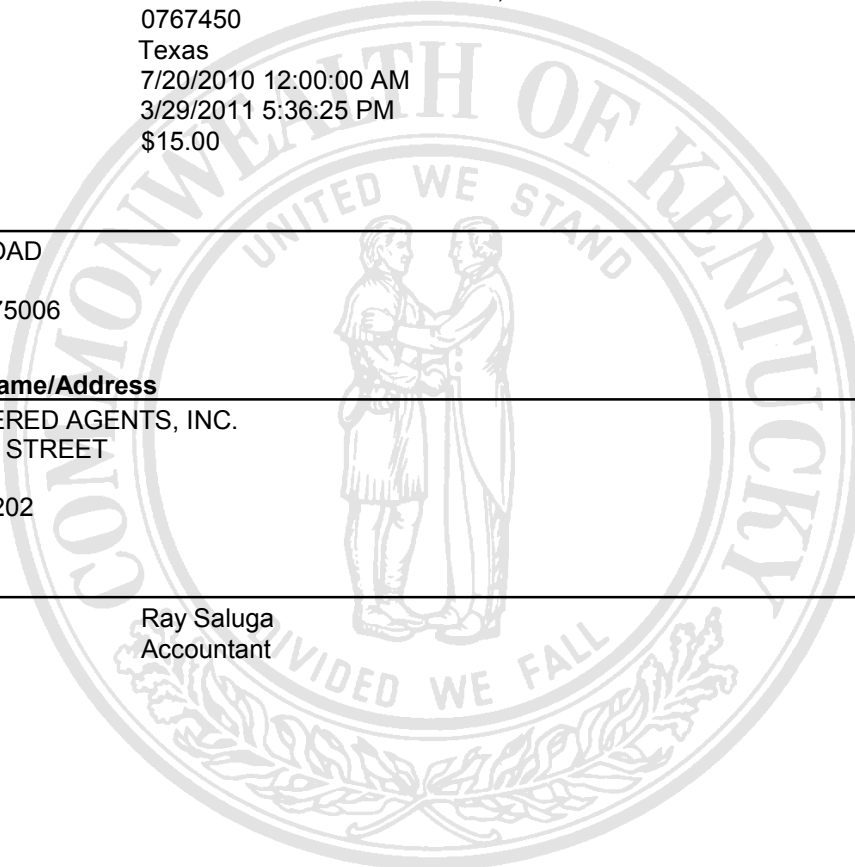 0767450
Texas
7/20/2010 12:00:00 AM
3/29/2011 5:36:25 PM
$15.00
COMMONWEALTH OF KENTUCKY
UNITED WE STAND
OAD
75006
ame/Address
ERED AGENTS, INC.
STREET
202
Ray Saluga
Accountant
DIVIDED WE FALL